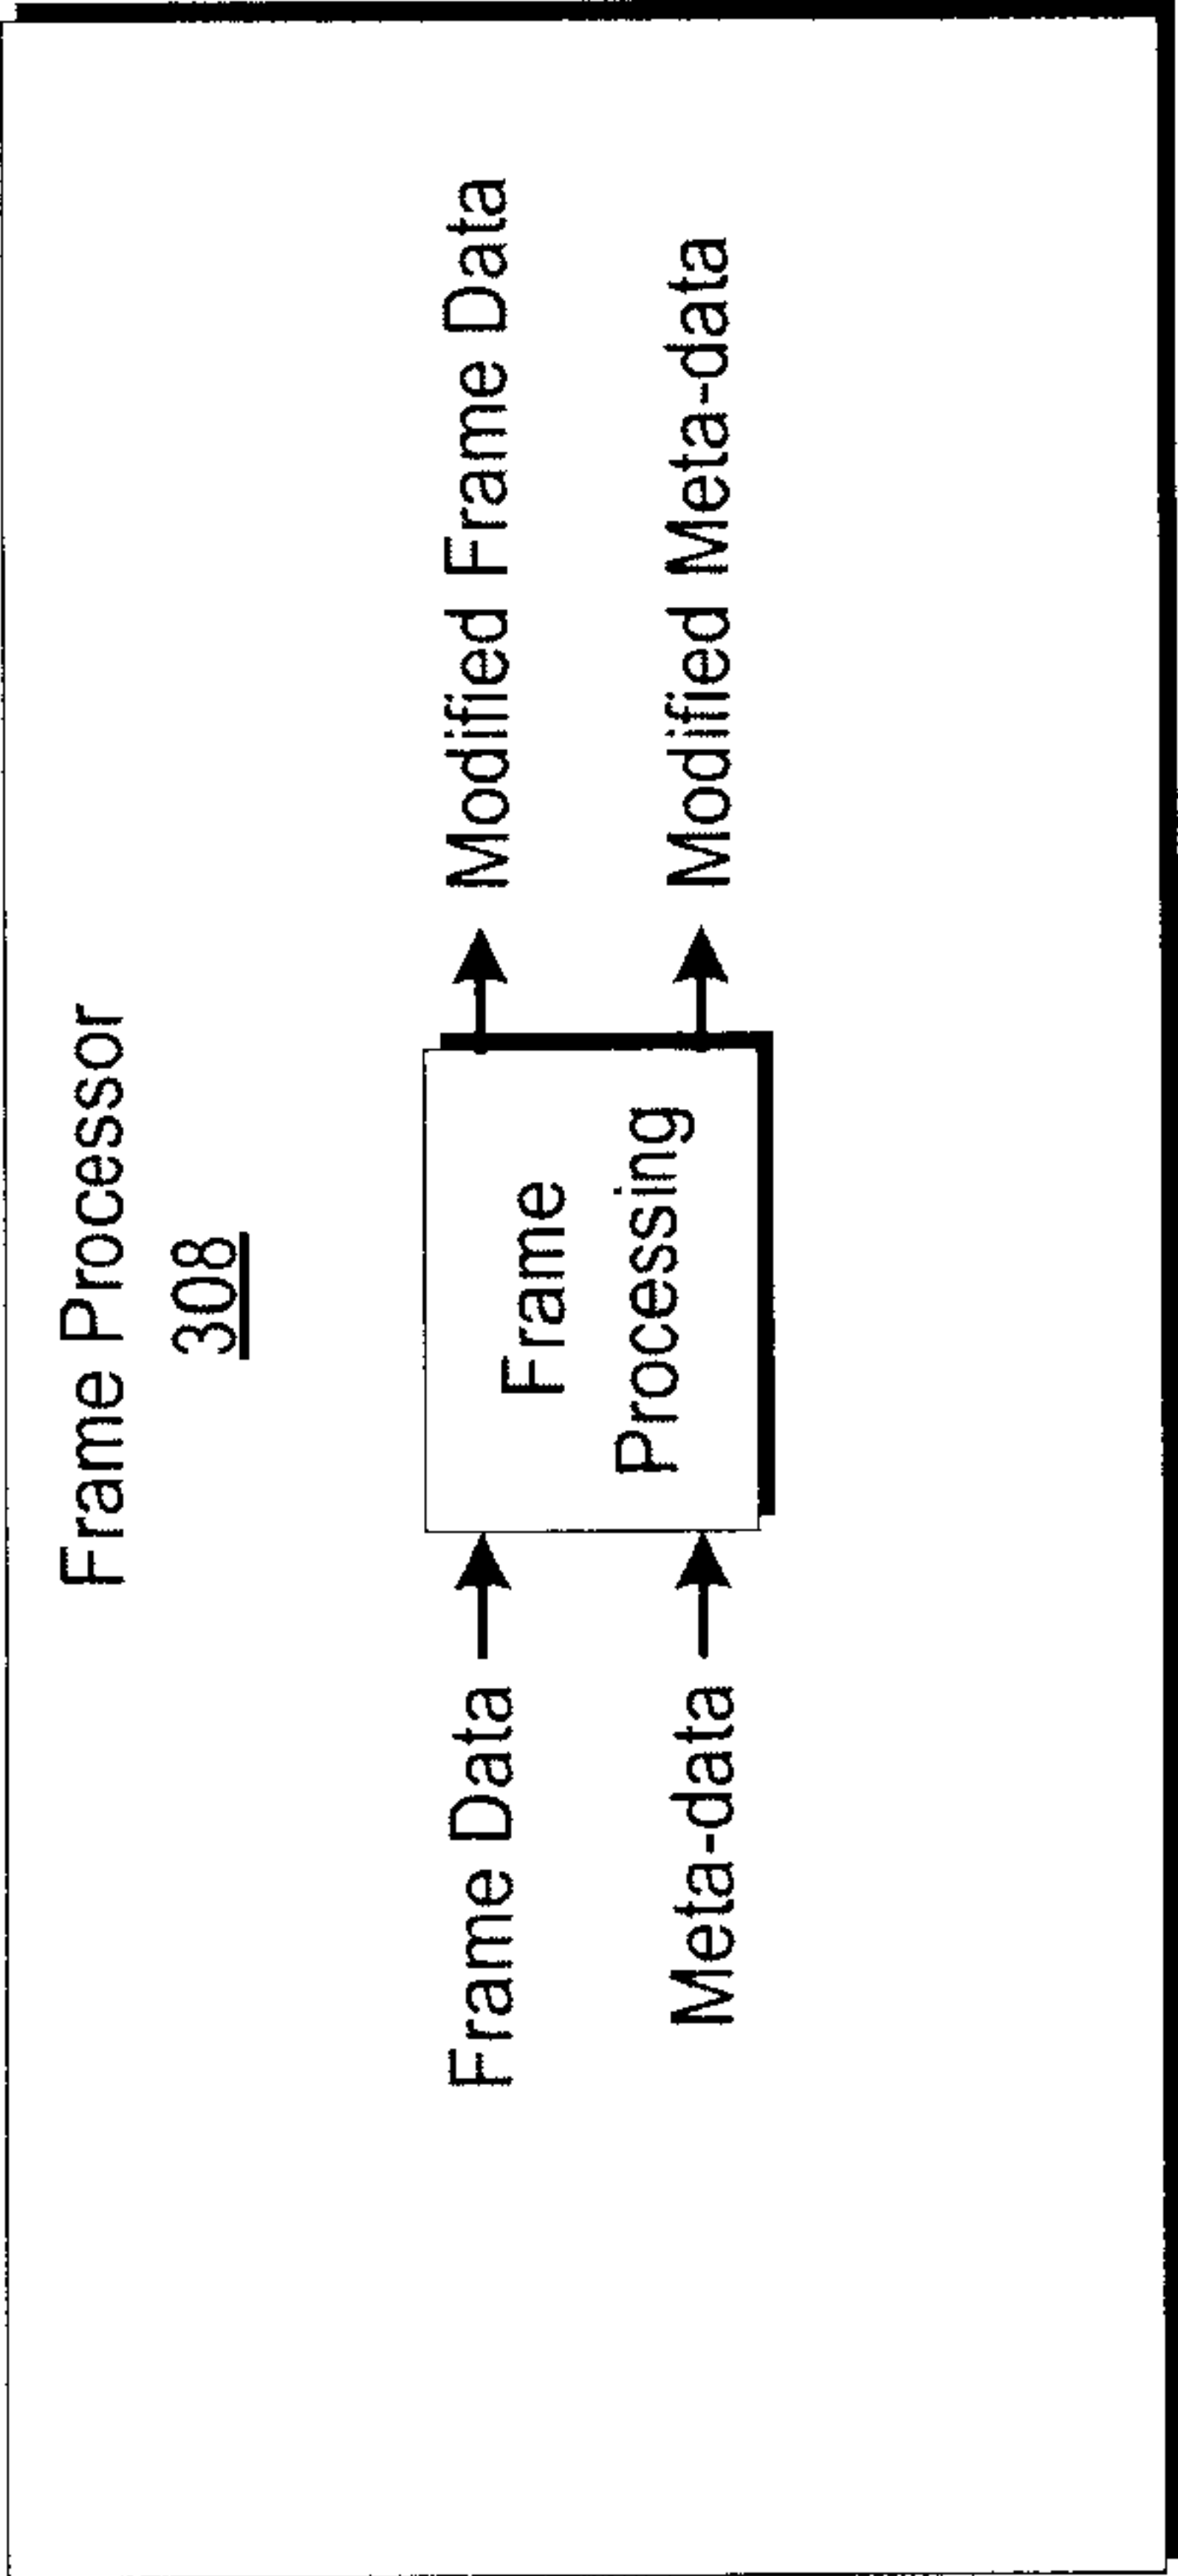 Frame Processor
308
Frame Data
Meta-data
Frame
Processing
Modified Frame Data
Modified Meta-data